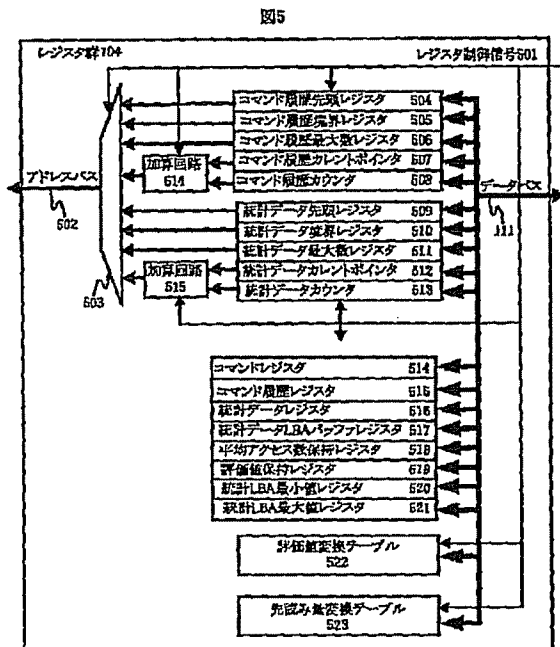 図5
レジスタ群104
レジスタ制御信号501
コマンド履歴先頭レジスタ 504
コマンド履歴境界レジスタ 505
コマンド履歴最大数レジスタ 506
コマンド履歴カレントポインタ 507
コマンド履歴カウンタ 508
加算回路
514
アドレスバス
502
データバス
111
統計データ先頭レジスタ 509
統計データ境界レジスタ 510
統計データ最大数レジスタ 511
統計データカレントポインタ 512
統計データカウンタ 513
加算回路
515
503
コマンドレジスタ 514
コマンド履歴レジスタ 515
統計データレジスタ 516
統計データLBAバッファレジスタ 517
平均アクセス数保持レジスタ 518
評価値保持レジスタ 519
統計LBA最小値レジスタ 520
統計LBA最大値レジスタ 521
評価値変換テーブル
522
先読み量変換テーブル
523